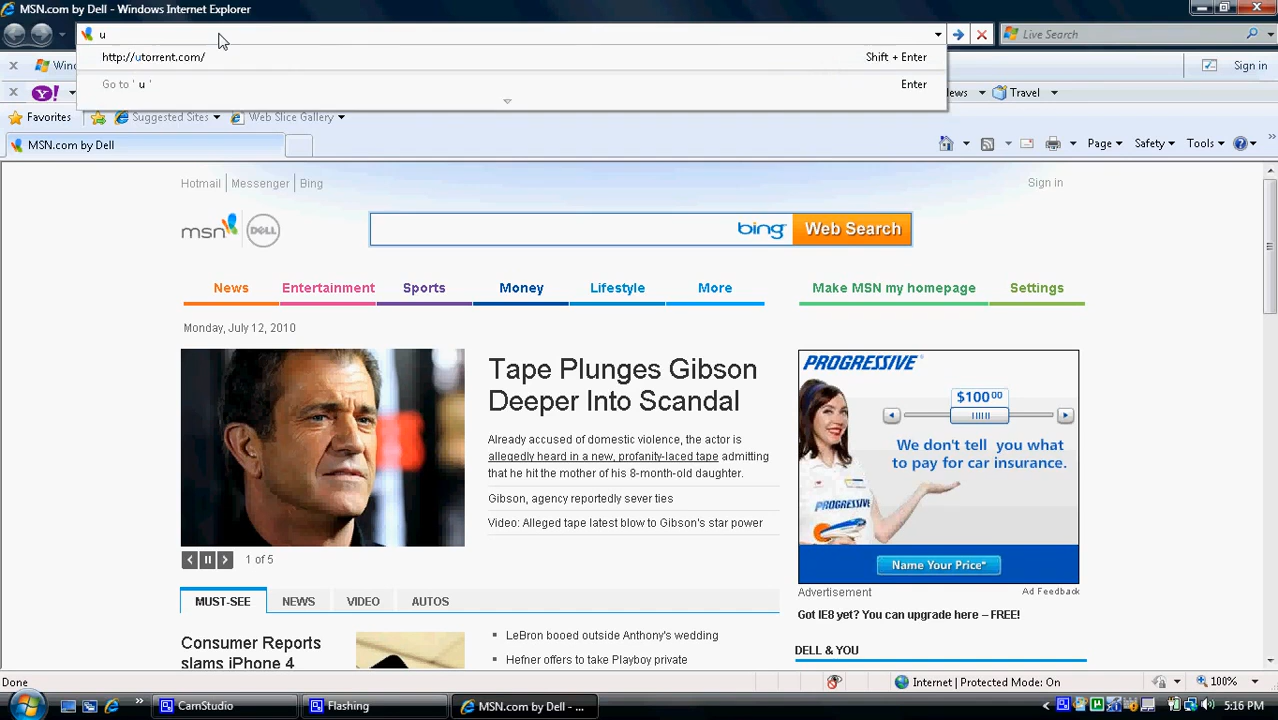 MSN.com by Dell - Windows Internet Explorer
u
Live Search
http://utorrent.com/ Shift + Enter
Go to ' u ' Enter
Wind
Sign in
Y!
Travel
Favorites Suggested Sites Web Slice Gallery
MSN.com by Dell
Page Safety Tools
Hotmail Messenger Bing Sign in
msn DELL bing Web Search
News Entertainment Sports Money Lifestyle More Make MSN my homepage Settings
Monday, July 12, 2010
Tape Plunges Gibson
Deeper Into Scandal
Already accused of domestic violence, the actor is
allegedly heard in a new, profanity-laced tape admitting
that he hit the mother of his 8-month-old daughter.
Gibson, agency reportedly sever ties
Video: Alleged tape latest blow to Gibson's star power
1 of 5
PROGRESSIVE
$100 00
We don't tell you what
to pay for car insurance.
PROGRESSIVE
Name Your Price
Advertisement Ad Feedback
Got IE8 yet? You can upgrade here – FREE!
MUST-SEE NEWS VIDEO AUTOS
Consumer Reports
slams iPhone 4
LeBron booed outside Anthony's wedding
Hefner offers to take Playboy private
DELL & YOU
Done Internet | Protected Mode: On 100%
CamStudio Flashing MSN.com by Dell - ... 5:16 PM